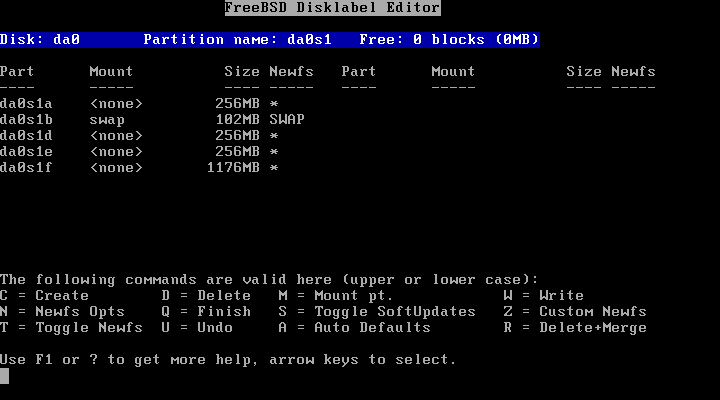 FreeBSD Disklabel Editor
Disk: da0       Partition name: da0s1   Free: 0 blocks (0MB)
Part      Mount          Size Newfs   Part      Mount          Size Newfs
----      -----          ---- -----   ----      -----          ---- -----
da0s1a    <none>        256MB *
da0s1b    swap          102MB SWAP
da0s1d    <none>        256MB *
da0s1e    <none>        256MB *
da0s1f    <none>       1176MB *
The following commands are valid here (upper or lower case):
C = Create        D = Delete   M = Mount pt.            W = Write
N = Newfs Opts    Q = Finish   S = Toggle SoftUpdates   Z = Custom Newfs
T = Toggle Newfs  U = Undo     A = Auto Defaults        R = Delete+Merge
Use F1 or ? to get more help, arrow keys to select.